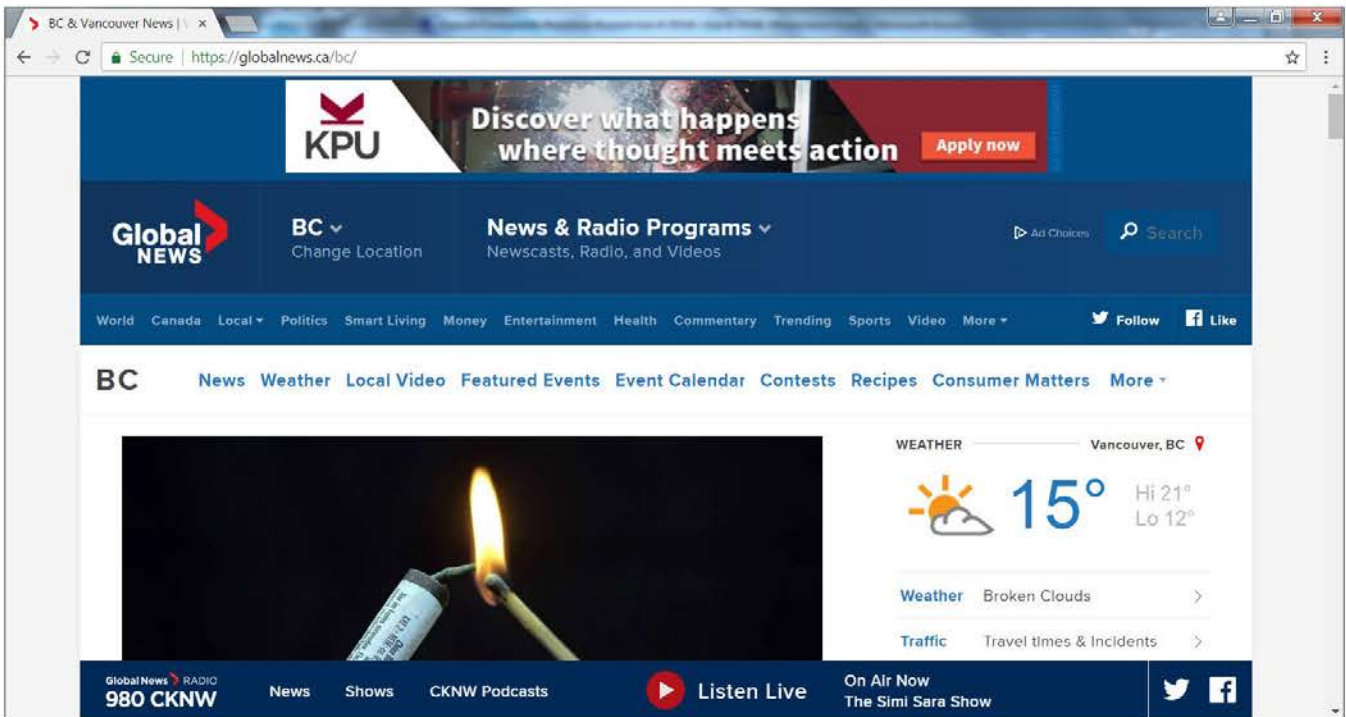 BC & Vancouver News |
Secure | https://globalnews.ca/bc/
KPU
Discover what happens
where thought meets action
Apply now
Global
NEWS
BC
Change Location
News & Radio Programs
Newscasts, Radio, and Videos
Ad Choices
Search
World Canada Local Politics Smart Living Money Entertainment Health Commentary Trending Sports Video More Follow Like
BC News Weather Local Video Featured Events Event Calendar Contests Recipes Consumer Matters More
WEATHER Vancouver, BC
15° Hi 21°
Lo 12°
Weather Broken Clouds
Traffic Travel times & Incidents
Global News RADIO
980 CKNW
News Shows CKNW Podcasts
Listen Live
On Air Now
The Simi Sara Show